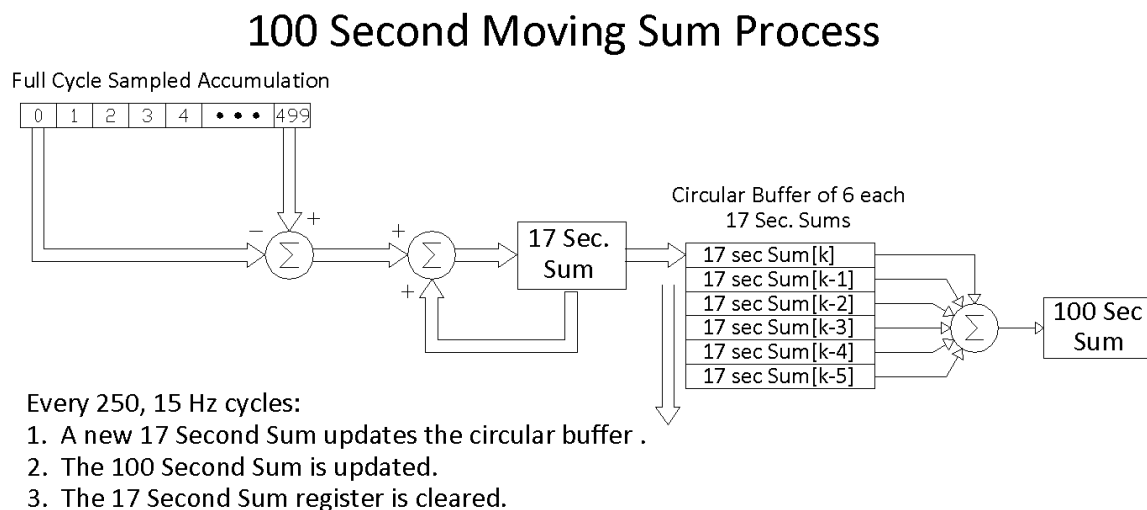 100 Second Moving Sum Process
Full Cycle Sampled Accumulation
0 1 2 3 4 • • • 499
− +
Σ
+
+
Σ
17 Sec.
Sum
Circular Buffer of 6 each
17 Sec. Sums
17 sec Sum[k]
17 sec Sum[k-1]
17 sec Sum[k-2]
17 sec Sum[k-3]
17 sec Sum[k-4]
17 sec Sum[k-5]
Σ
100 Sec
Sum
Every 250, 15 Hz cycles:
1. A new 17 Second Sum updates the circular buffer .
2. The 100 Second Sum is updated.
3. The 17 Second Sum register is cleared.